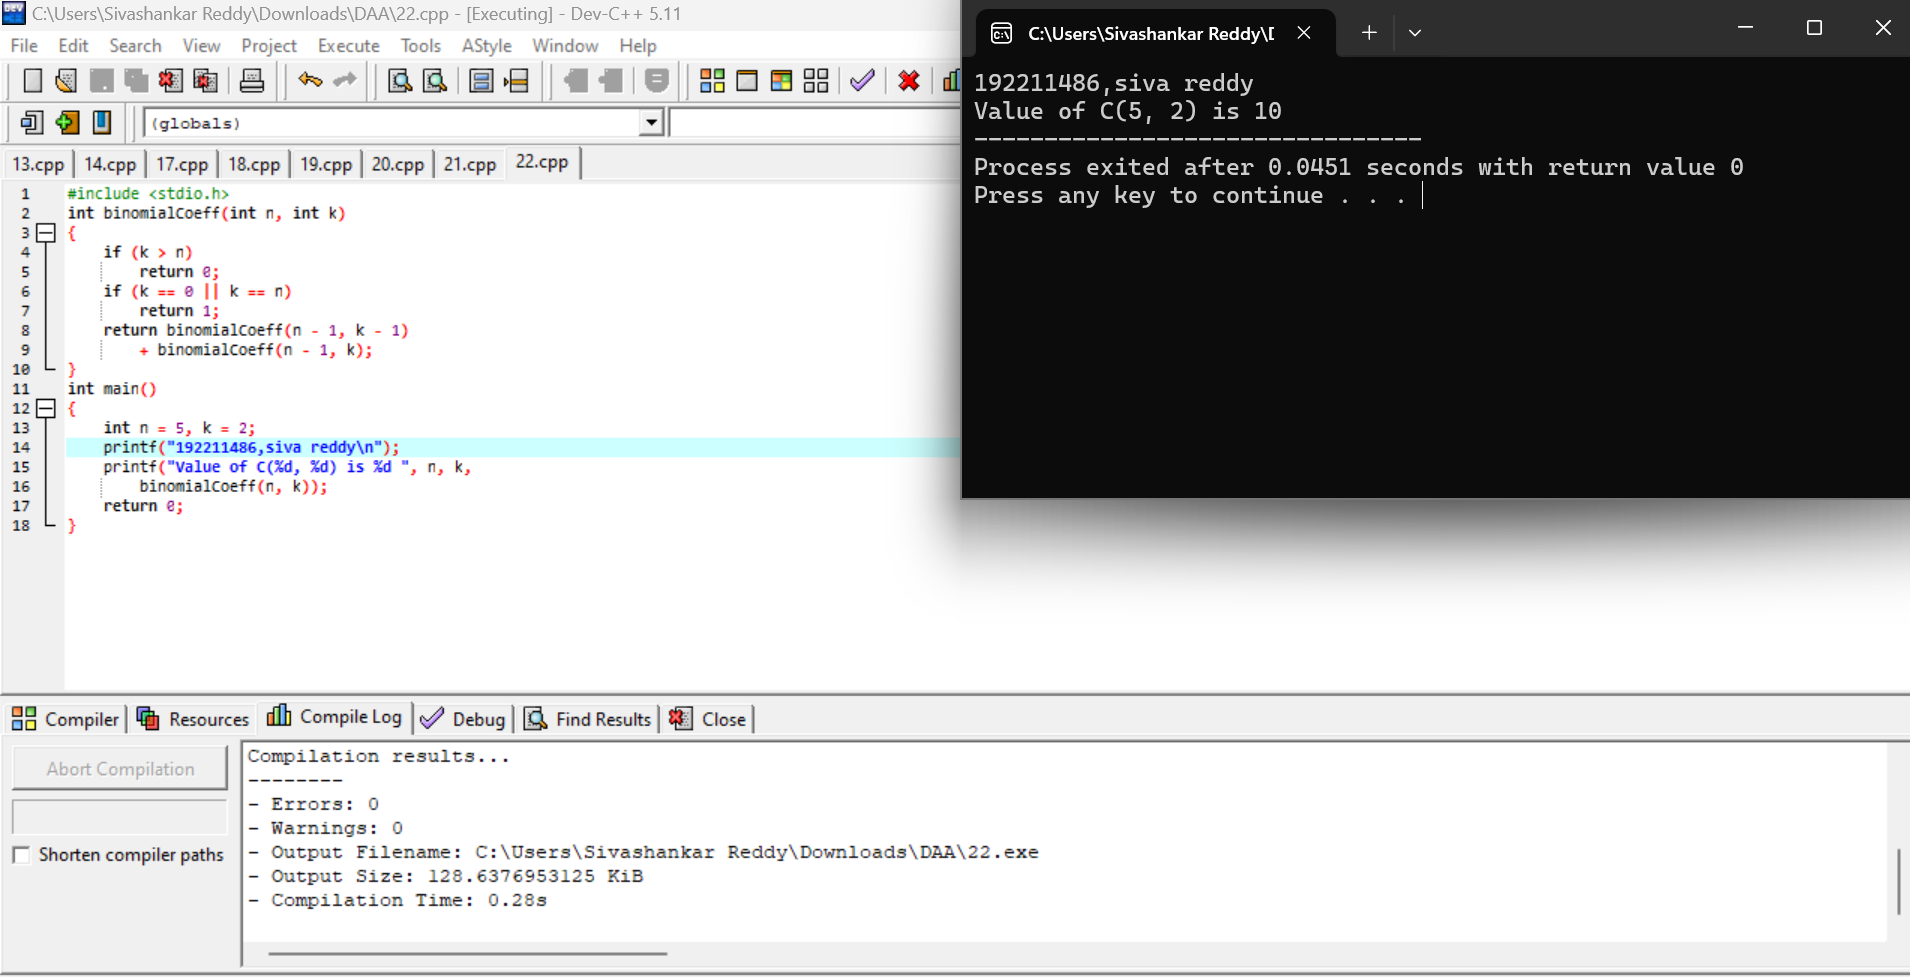 C:\Users\Sivashankar Reddy\Downloads\DAA\22.cpp - [Executing] - Dev-C++ 5.11
File Edit Search View Project Execute Tools AStyle Window Help
(globals)
13.cpp 14.cpp 17.cpp 18.cpp 19.cpp 20.cpp 21.cpp 22.cpp
1 #include <stdio.h>
2 int binomialCoeff(int n, int k)
3 {
4 if (k > n)
5 return 0;
6 if (k == 0 || k == n)
7 return 1;
8 return binomialCoeff(n - 1, k - 1)
9 + binomialCoeff(n - 1, k);
10 }
11 int main()
12 {
13 int n = 5, k = 2;
14 printf("192211486,siva reddy\n");
15 printf("Value of C(%d, %d) is %d ", n, k,
16 binomialCoeff(n, k));
17 return 0;
18 }
C:\Users\Sivashankar Reddy\D
192211486,siva reddy
Value of C(5, 2) is 10
--------------------------------
Process exited after 0.0451 seconds with return value 0
Press any key to continue . . .
Compiler Resources Compile Log Debug Find Results Close
Abort Compilation
Shorten compiler paths
Compilation results...
--------
- Errors: 0
- Warnings: 0
- Output Filename: C:\Users\Sivashankar Reddy\Downloads\DAA\22.exe
- Output Size: 128.6376953125 KiB
- Compilation Time: 0.28s